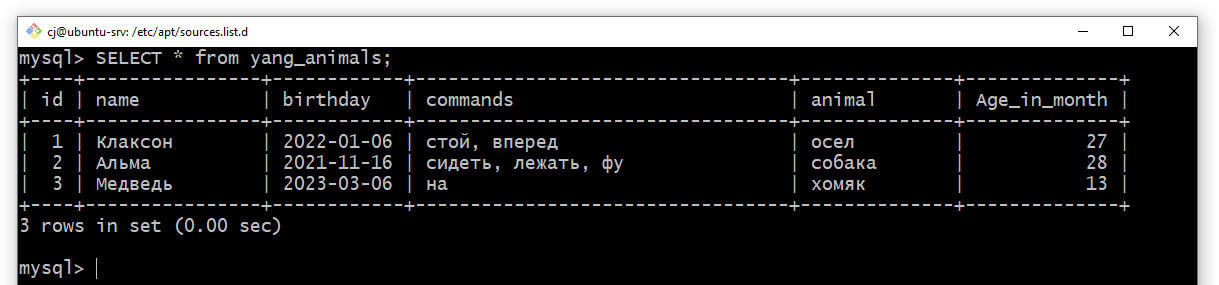 cj@ubuntu-srv: /etc/apt/sources.list.d
mysql> SELECT * from yang_animals;
+----+----------------+------------+----------------------------------+--------------+--------------+
| id | name           | birthday   | commands                         | animal       | Age_in_month |
+----+----------------+------------+----------------------------------+--------------+--------------+
|  1 | Клаксон        | 2022-01-06 | стой, вперед                     | осел         |           27 |
|  2 | Альма          | 2021-11-16 | сидеть, лежать, фу               | собака       |           28 |
|  3 | Медведь        | 2023-03-06 | на                               | хомяк        |           13 |
+----+----------------+------------+----------------------------------+--------------+--------------+
3 rows in set (0.00 sec)
mysql>